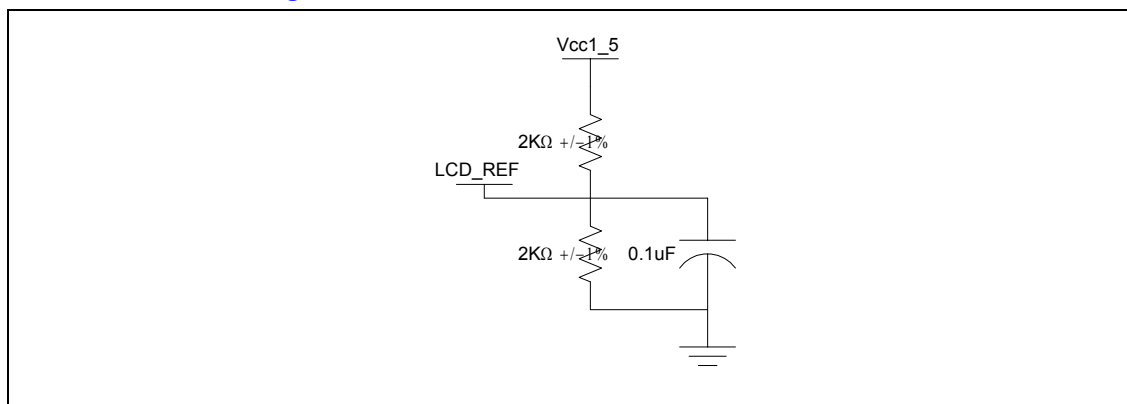 Vcc1_5
2KΩ +/-1%
LCD_REF
2KΩ +/-1%
0.1uF